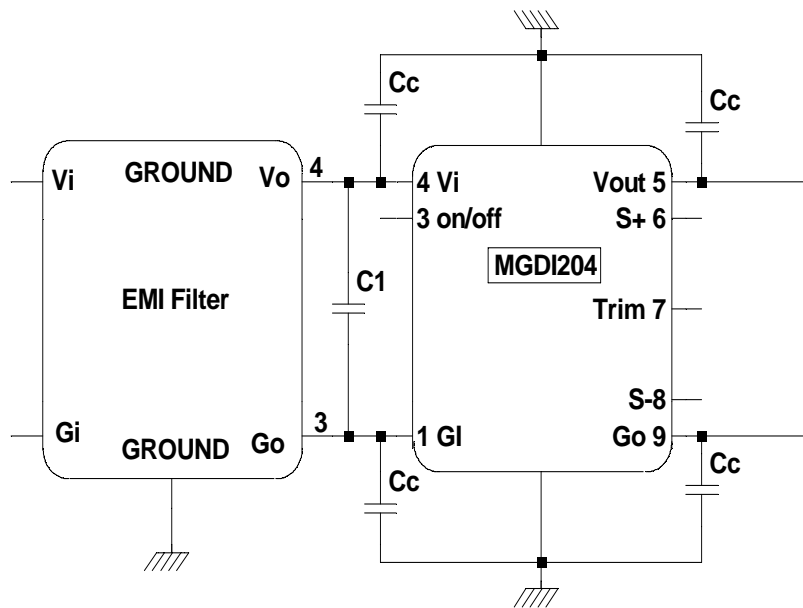 Cc
Cc
Vi
GROUND
Vo
4
4 Vi
Vout 5
3 on/off
S+ 6
MGDI204
C1
EMI Filter
Trim 7
S-8
Gi
GROUND
Go
3
1 GI
Go 9
Cc
Cc